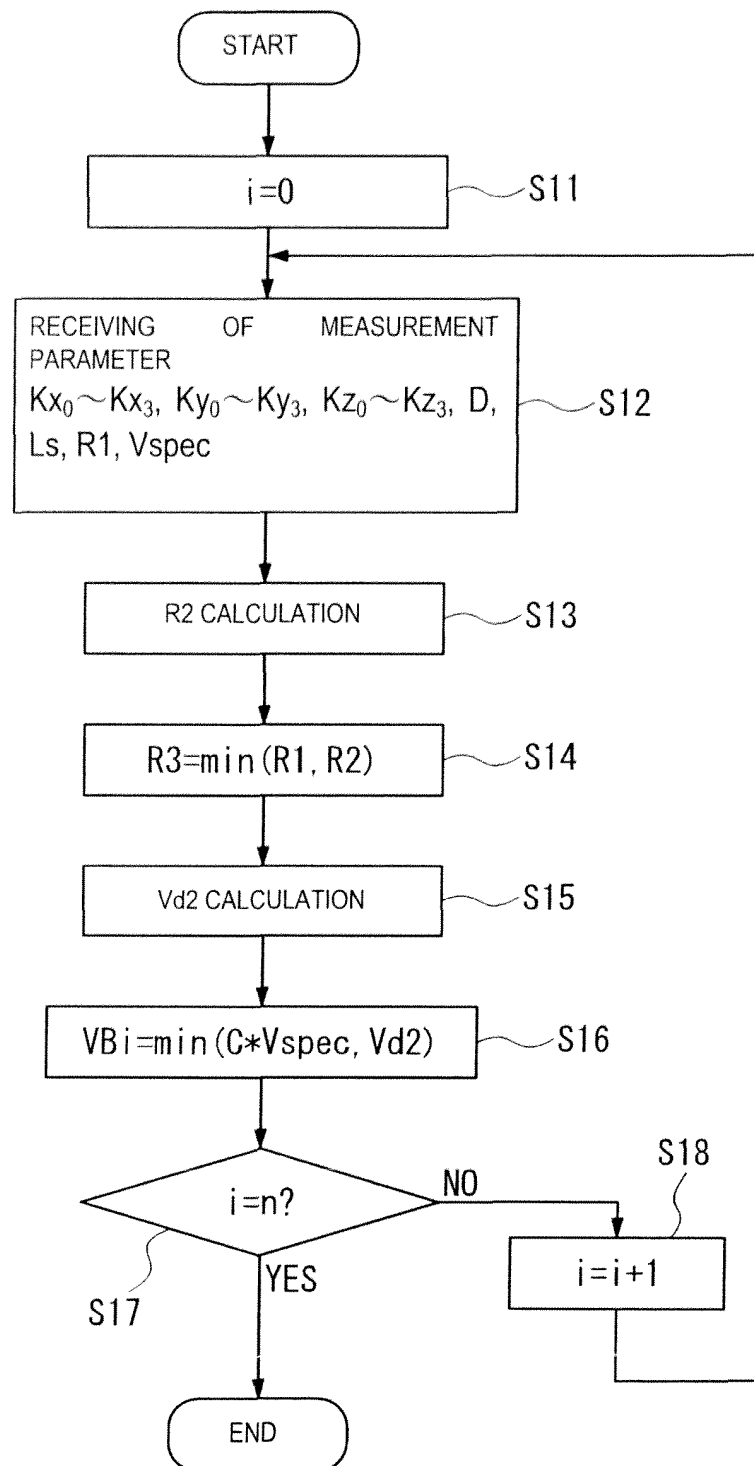 START
i=0
S11
RECEIVING OF MEASUREMENT
PARAMETER
Kx₀~Kx₃, Ky₀~Ky₃, Kz₀~Kz₃, D,
Ls, R1, Vspec
S12
R2 CALCULATION
S13
R3=min(R1,R2)
S14
Vd2 CALCULATION
S15
VBi=min(C*Vspec,Vd2)
S16
i=n?
NO
S18
i=i+1
S17
YES
END